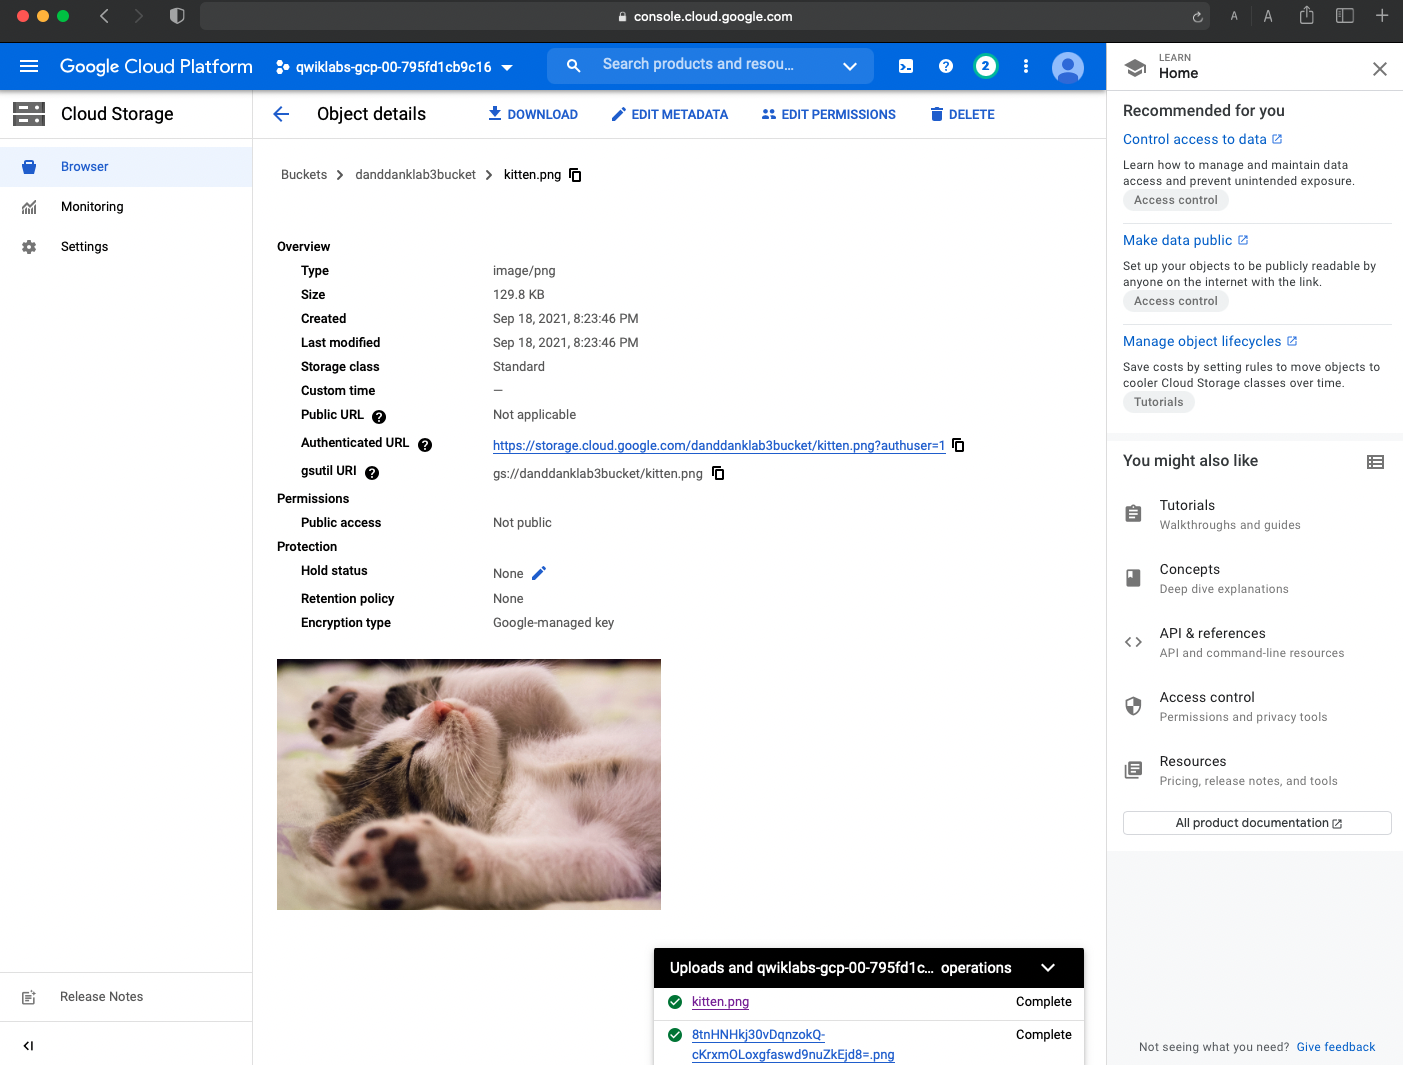 console.cloud.google.com
A A
Google Cloud Platform
qwiklabs-gcp-00-795fd1cb9c16
Search products and resou...
2
LEARN
Home
Cloud Storage
Browser
Monitoring
Settings
Release Notes
Object details
DOWNLOAD
EDIT METADATA
EDIT PERMISSIONS
DELETE
Buckets > danddanklab3bucket > kitten.png
Overview
Type image/png
Size 129.8 KB
Created Sep 18, 2021, 8:23:46 PM
Last modified Sep 18, 2021, 8:23:46 PM
Storage class Standard
Custom time —
Public URL Not applicable
Authenticated URL https://storage.cloud.google.com/danddanklab3bucket/kitten.png?authuser=1
gsutil URI gs://danddanklab3bucket/kitten.png
Permissions
Public access Not public
Protection
Hold status None
Retention policy None
Encryption type Google-managed key
Uploads and qwiklabs-gcp-00-795fd1c... operations
kitten.png Complete
8tnHNHkj30vDqnzokQ- Complete
cKrxmOLoxgfaswd9nuZkEjd8=.png
Recommended for you
Control access to data
Learn how to manage and maintain data
access and prevent unintended exposure.
Access control
Make data public
Set up your objects to be publicly readable by
anyone on the internet with the link.
Access control
Manage object lifecycles
Save costs by setting rules to move objects to
cooler Cloud Storage classes over time.
Tutorials
You might also like
Tutorials
Walkthroughs and guides
Concepts
Deep dive explanations
API & references
API and command-line resources
Access control
Permissions and privacy tools
Resources
Pricing, release notes, and tools
All product documentation
Not seeing what you need? Give feedback